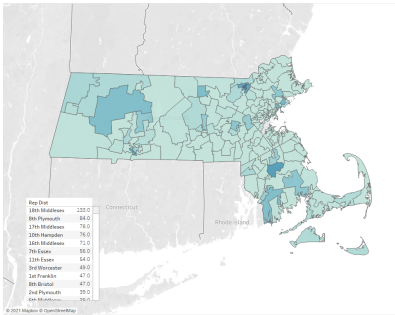 Connecticut
Rhode Island
Rep Dist
18th Middlesex 133.0
8th Plymouth 84.0
17th Middlesex 78.0
10th Hampden 76.0
16th Middlesex 71.0
7th Essex 56.0
11th Essex 54.0
3rd Worcester 49.0
1st Franklin 47.0
8th Bristol 47.0
2nd Plymouth 39.0
© 2021 Mapbox © OpenStreetMap